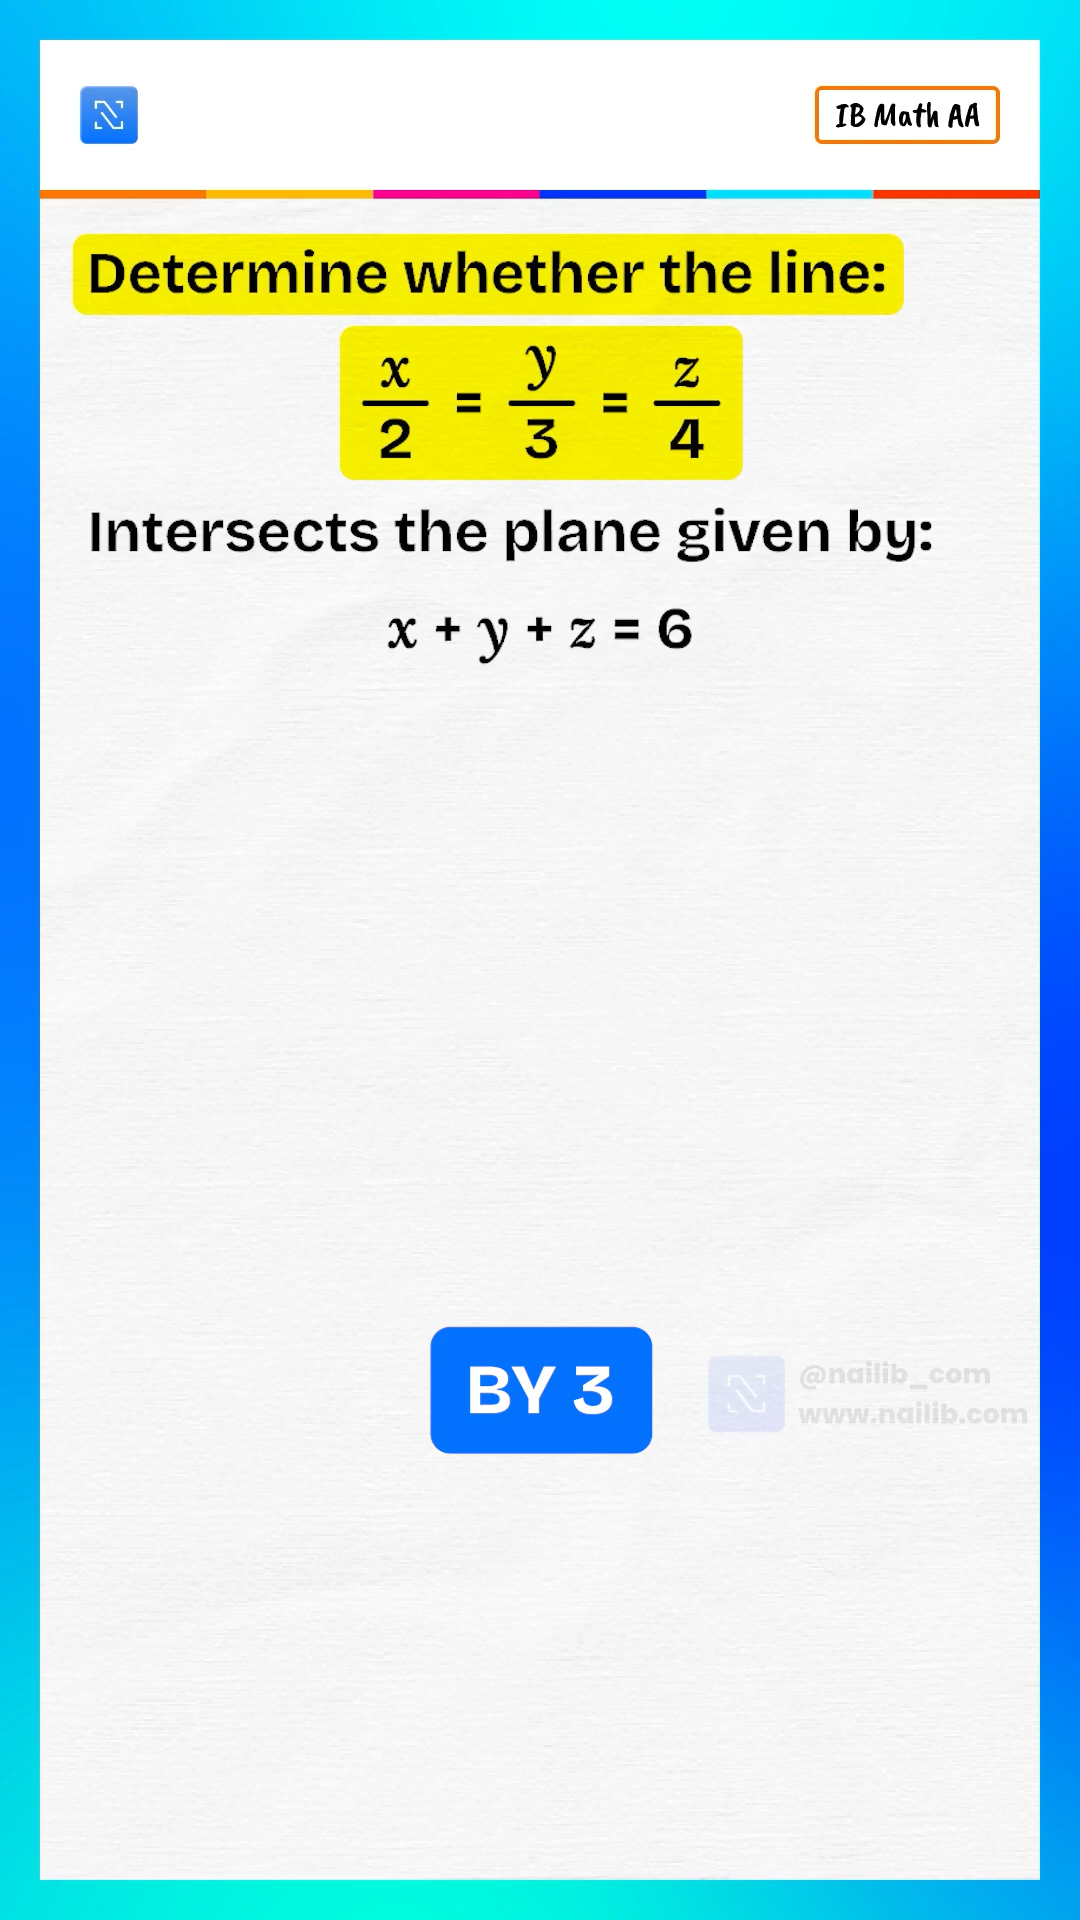 IB Math AA
Determine whether the line:
x/2 = y/3 = z/4
Intersects the plane given by:
x + y + z = 6
BY 3
@nailib_com
www.nailib.com